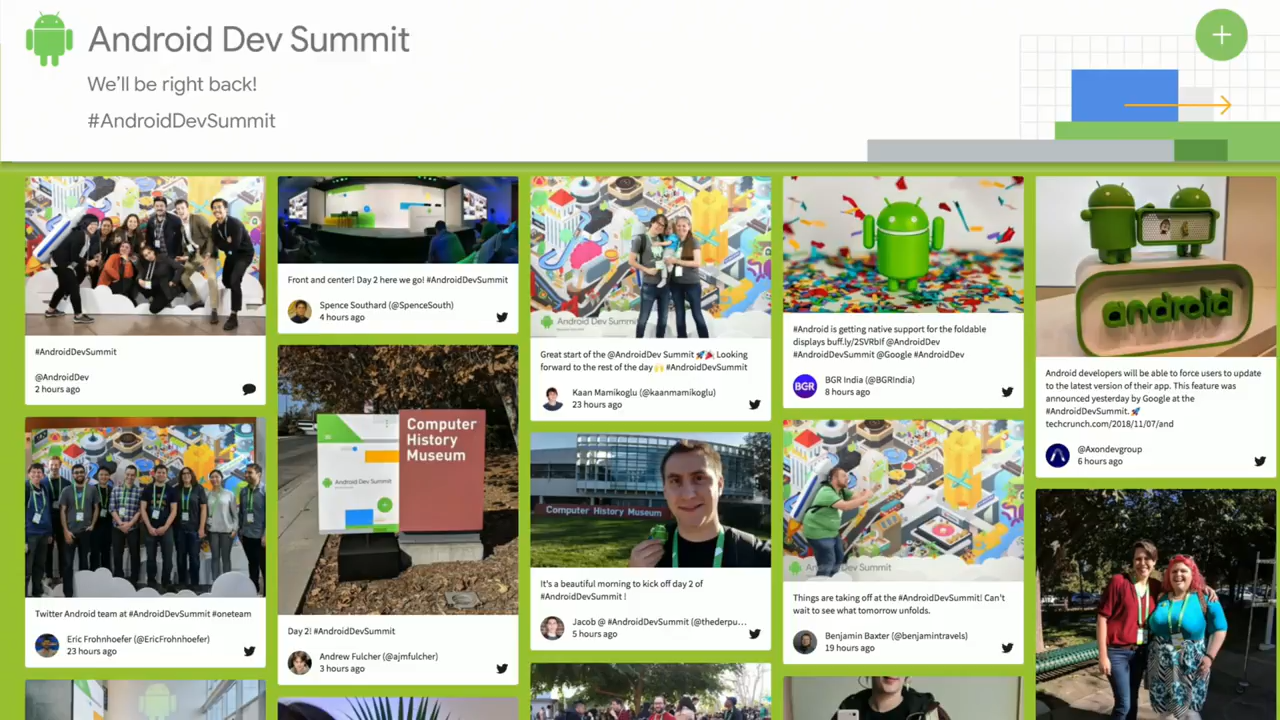 Android Dev Summit
We'll be right back!
#AndroidDevSummit
#AndroidDevSummit
@AndroidDev
2 hours ago
Twitter Android team at #AndroidDevSummit #oneteam
Eric Frohnhoefer (@EricFrohnhoefer)
23 hours ago
Front and center! Day 2 here we go! #AndroidDevSummit
Spence Southard (@SpenceSouth)
4 hours ago
Computer
History
Museum
Android Dev Summit
Day 2! #AndroidDevSummit
Andrew Fulcher (@ajmfulcher)
3 hours ago
Android Dev Summi
Great start of the @AndroidDev Summit 🚀🎉 Looking
forward to the rest of the day🙌 #AndroidDevSummit
Kaan Mamikoglu (@kaanmamikoglu)
23 hours ago
Computer History Museum
It's a beautiful morning to kick off day 2 of
#AndroidDevSummit !
Jacob @ #AndroidDevSummit (@thederpu...
5 hours ago
#Android is getting native support for the foldable
displays buff.ly/2SVRbIf @AndroidDev
#AndroidDevSummit @Google #AndroidDev
BGR
BGR India (@BGRIndia)
8 hours ago
Android Dev Summit
Things are taking off at the #AndroidDevSummit! Can't
wait to see what tomorrow unfolds.
Benjamin Baxter (@benjamintravels)
19 hours ago
android
Android developers will be able to force users to update
to the latest version of their app. This feature was
announced yesterday by Google at the
#AndroidDevSummit. 🚀
techcrunch.com/2018/11/07/and
@Axondevgroup
6 hours ago